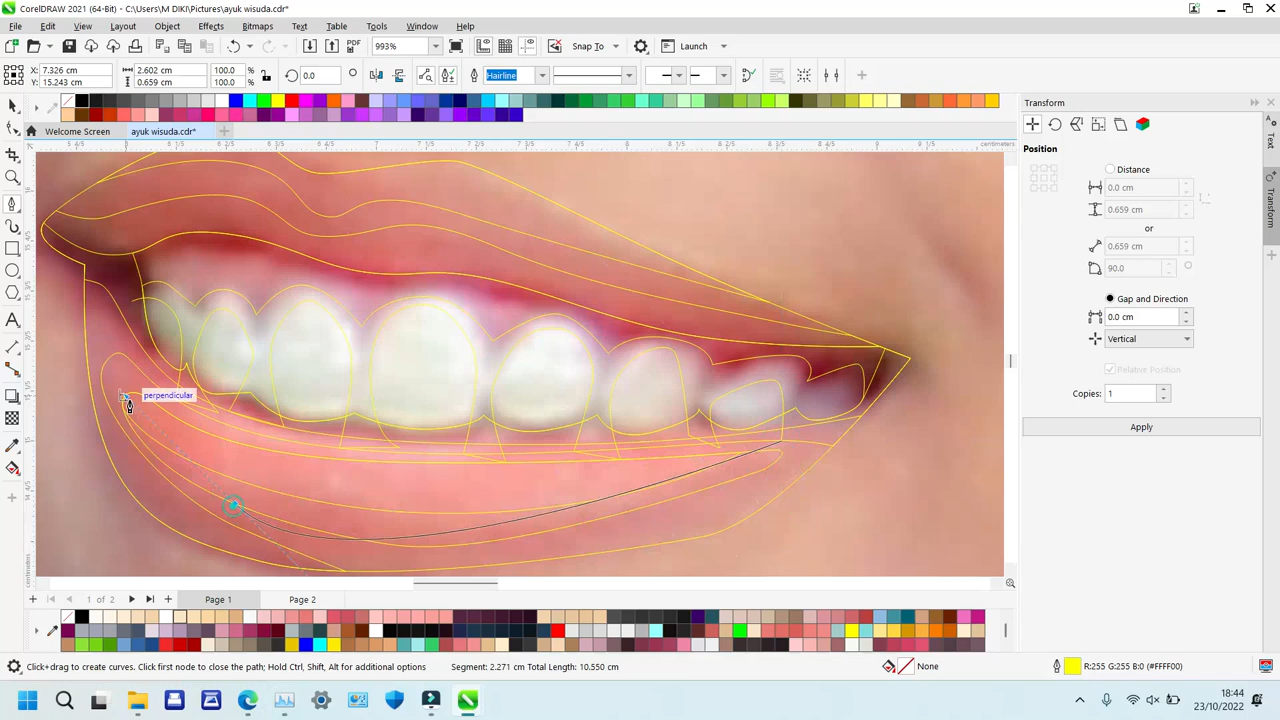 CorelDRAW 2021 (64-Bit) - C:\Users\M DIKI\Pictures\ayuk wisuda.cdr*
File Edit View Layout Object Effects Bitmaps Text Table Tools Window Help
PDF 993% Snap To Launch
X: 7.326 cm 2.602 cm 100.0 % 0.0 Hairline
Y: 15.243 cm 0.659 cm 100.0 %
Welcome Screen ayuk wisuda.cdr*
centimeters
perpendicular
1 of 2 Page 1 Page 2
Click+drag to create curves. Click first node to close the path; Hold Ctrl, Shift, Alt for additional options Segment: 2.271 cm Total Length: 10.550 cm None R:255 G:255 B:0 (#FFFF00)
Transform
Position
Distance
0.0 cm
0.659 cm
or
0.659 cm
90.0
Gap and Direction
0.0 cm
Vertical
Relative Position
Copies: 1
Apply
Text
Transform
18:44
23/10/2022